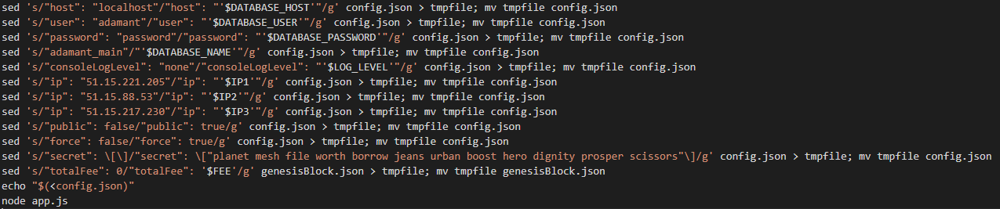 sed 's/"host": "localhost"/"host": "'$DATABASE_HOST'"/g' config.json > tmpfile; mv tmpfile config.json
sed 's/"user": "adamant"/"user": "'$DATABASE_USER'"/g' config.json > tmpfile; mv tmpfile config.json
sed 's/"password": "password"/"password": "'$DATABASE_PASSWORD'"/g' config.json > tmpfile; mv tmpfile config.json
sed 's/"adamant_main"/"'$DATABASE_NAME'"/g' config.json > tmpfile; mv tmpfile config.json
sed 's/"consoleLogLevel": "none"/"consoleLogLevel": "'$LOG_LEVEL'"/g' config.json > tmpfile; mv tmpfile config.json
sed 's/"ip": "51.15.221.205"/"ip": "'$IP1'"/g' config.json > tmpfile; mv tmpfile config.json
sed 's/"ip": "51.15.88.53"/"ip": "'$IP2'"/g' config.json > tmpfile; mv tmpfile config.json
sed 's/"ip": "51.15.217.230"/"ip": "'$IP3'"/g' config.json > tmpfile; mv tmpfile config.json
sed 's/"public": false/"public": true/g' config.json > tmpfile; mv tmpfile config.json
sed 's/"force": false/"force": true/g' config.json > tmpfile; mv tmpfile config.json
sed 's/"secret": \[\]/"secret": \["planet mesh file worth borrow jeans urban boost hero dignity prosper scissors"\]/g' config.json > tmpfile; mv tmpfile config.json
sed 's/"totalFee": 0/"totalFee": '$FEE'/g' genesisBlock.json > tmpfile; mv tmpfile genesisBlock.json
echo "$(<config.json)"
node app.js